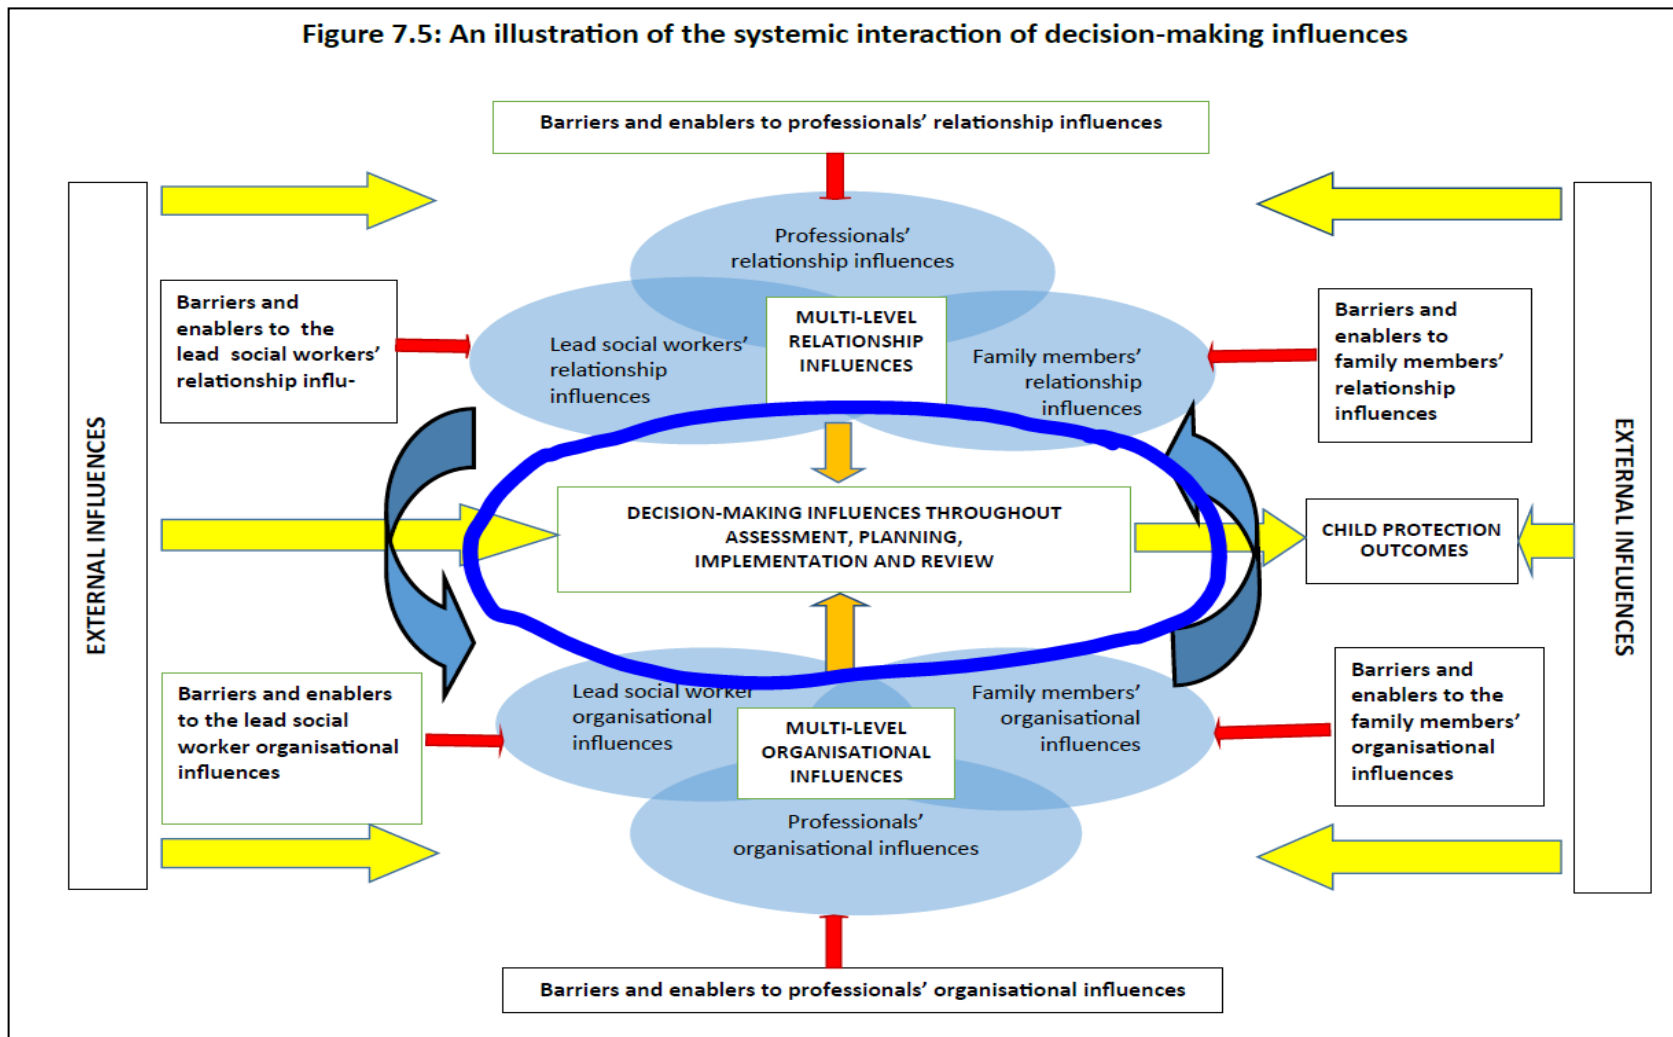 Figure 7.5: An illustration of the systemic interaction of decision-making influences
Barriers and enablers to professionals’ relationship influences
EXTERNAL INFLUENCES
Professionals’
relationship influences
Barriers and
enablers to the
lead social workers’
relationship influ-
Lead social workers’
relationship
influences
MULTI-LEVEL
RELATIONSHIP
INFLUENCES
Family members’
relationship
influences
Barriers and
enablers to
family members’
relationship
influences
EXTERNAL INFLUENCES
DECISION-MAKING INFLUENCES THROUGHOUT
ASSESSMENT, PLANNING,
IMPLEMENTATION AND REVIEW
CHILD PROTECTION
OUTCOMES
Barriers and enablers
to the lead social
worker organisational
influences
Lead social worker
organisational
influences
MULTI-LEVEL
ORGANISATIONAL
INFLUENCES
Family members’
organisational
influences
Barriers and
enablers to the
family members’
organisational
influences
Professionals’
organisational influences
Barriers and enablers to professionals’ organisational influences